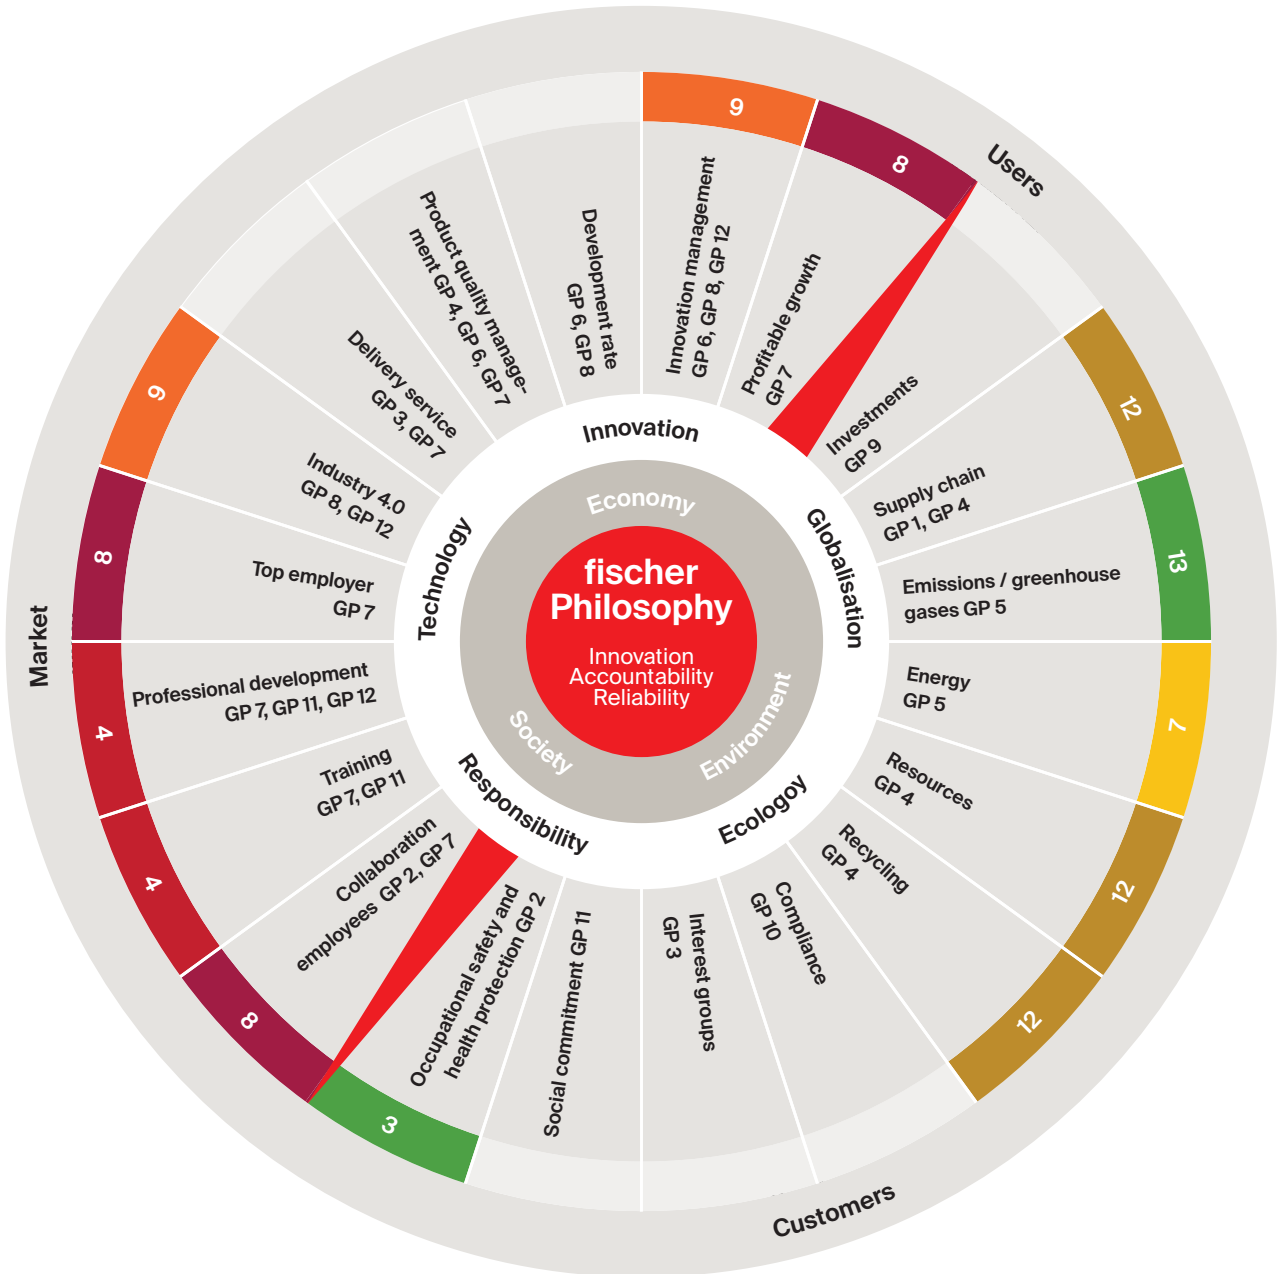 fischer
Philosophy
Innovation
Accountability
Reliability
Economy
Environment
Society
Innovation
Globalisation
Ecologoy
Responsibility
Technology
Users
Customers
Market
9
Innovation management
GP 6, GP 8, GP 12
8
Profitable growth
GP 7
Investments
GP 9
12
Supply chain
GP 1, GP 4
13
Emissions / greenhouse
gases GP 5
7
Energy
GP 5
12
Resources
GP 4
12
Recycling
GP 4
Compliance
GP 10
Interest groups
GP 3
Social commitment GP 11
3
Occupational safety and
health protection GP 2
8
Collaboration
employees GP 2, GP 7
4
Training
GP 7, GP 11
4
Professional development
GP 7, GP 11, GP 12
8
Top employer
GP 7
9
Industry 4.0
GP 8, GP 12
Delivery service
GP 3, GP 7
Product quality manage-
ment GP 4, GP 6, GP 7
Development rate
GP 6, GP 8